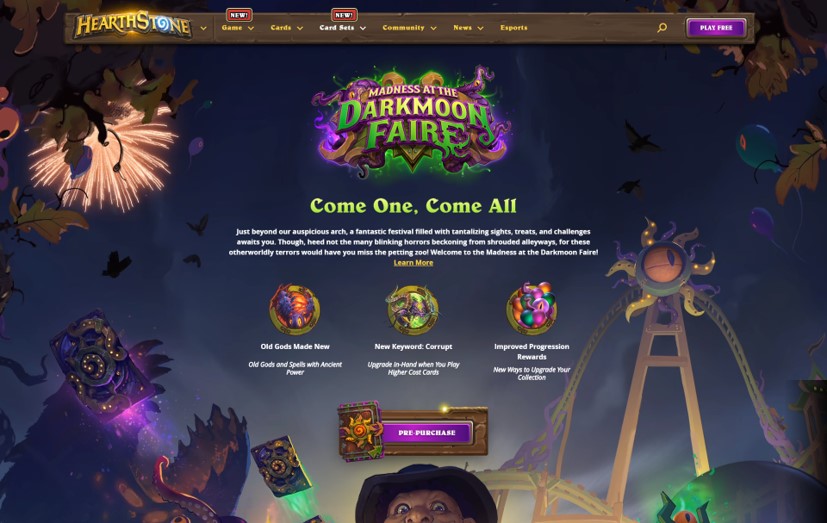 HEARTHSTONE
NEW!
Game
Cards
NEW!
Card Sets
Community
News
Esports
PLAY FREE
MADNESS AT THE
DARKMOON
FAIRE
Come One, Come All
Just beyond our auspicious arch, a fantastic festival filled with tantalizing sights, treats, and challenges
awaits you. Though, heed not the many blinking horrors beckoning from shrouded alleyways, for these
otherworldly terrors would have you miss the petting zoo! Welcome to the Madness at the Darkmoon Faire!
Learn More
Old Gods Made New
Old Gods and Spells with Ancient
Power
New Keyword: Corrupt
Upgrade In-Hand when You Play
Higher Cost Cards
Improved Progression
Rewards
New Ways to Upgrade Your
Collection
PRE-PURCHASE